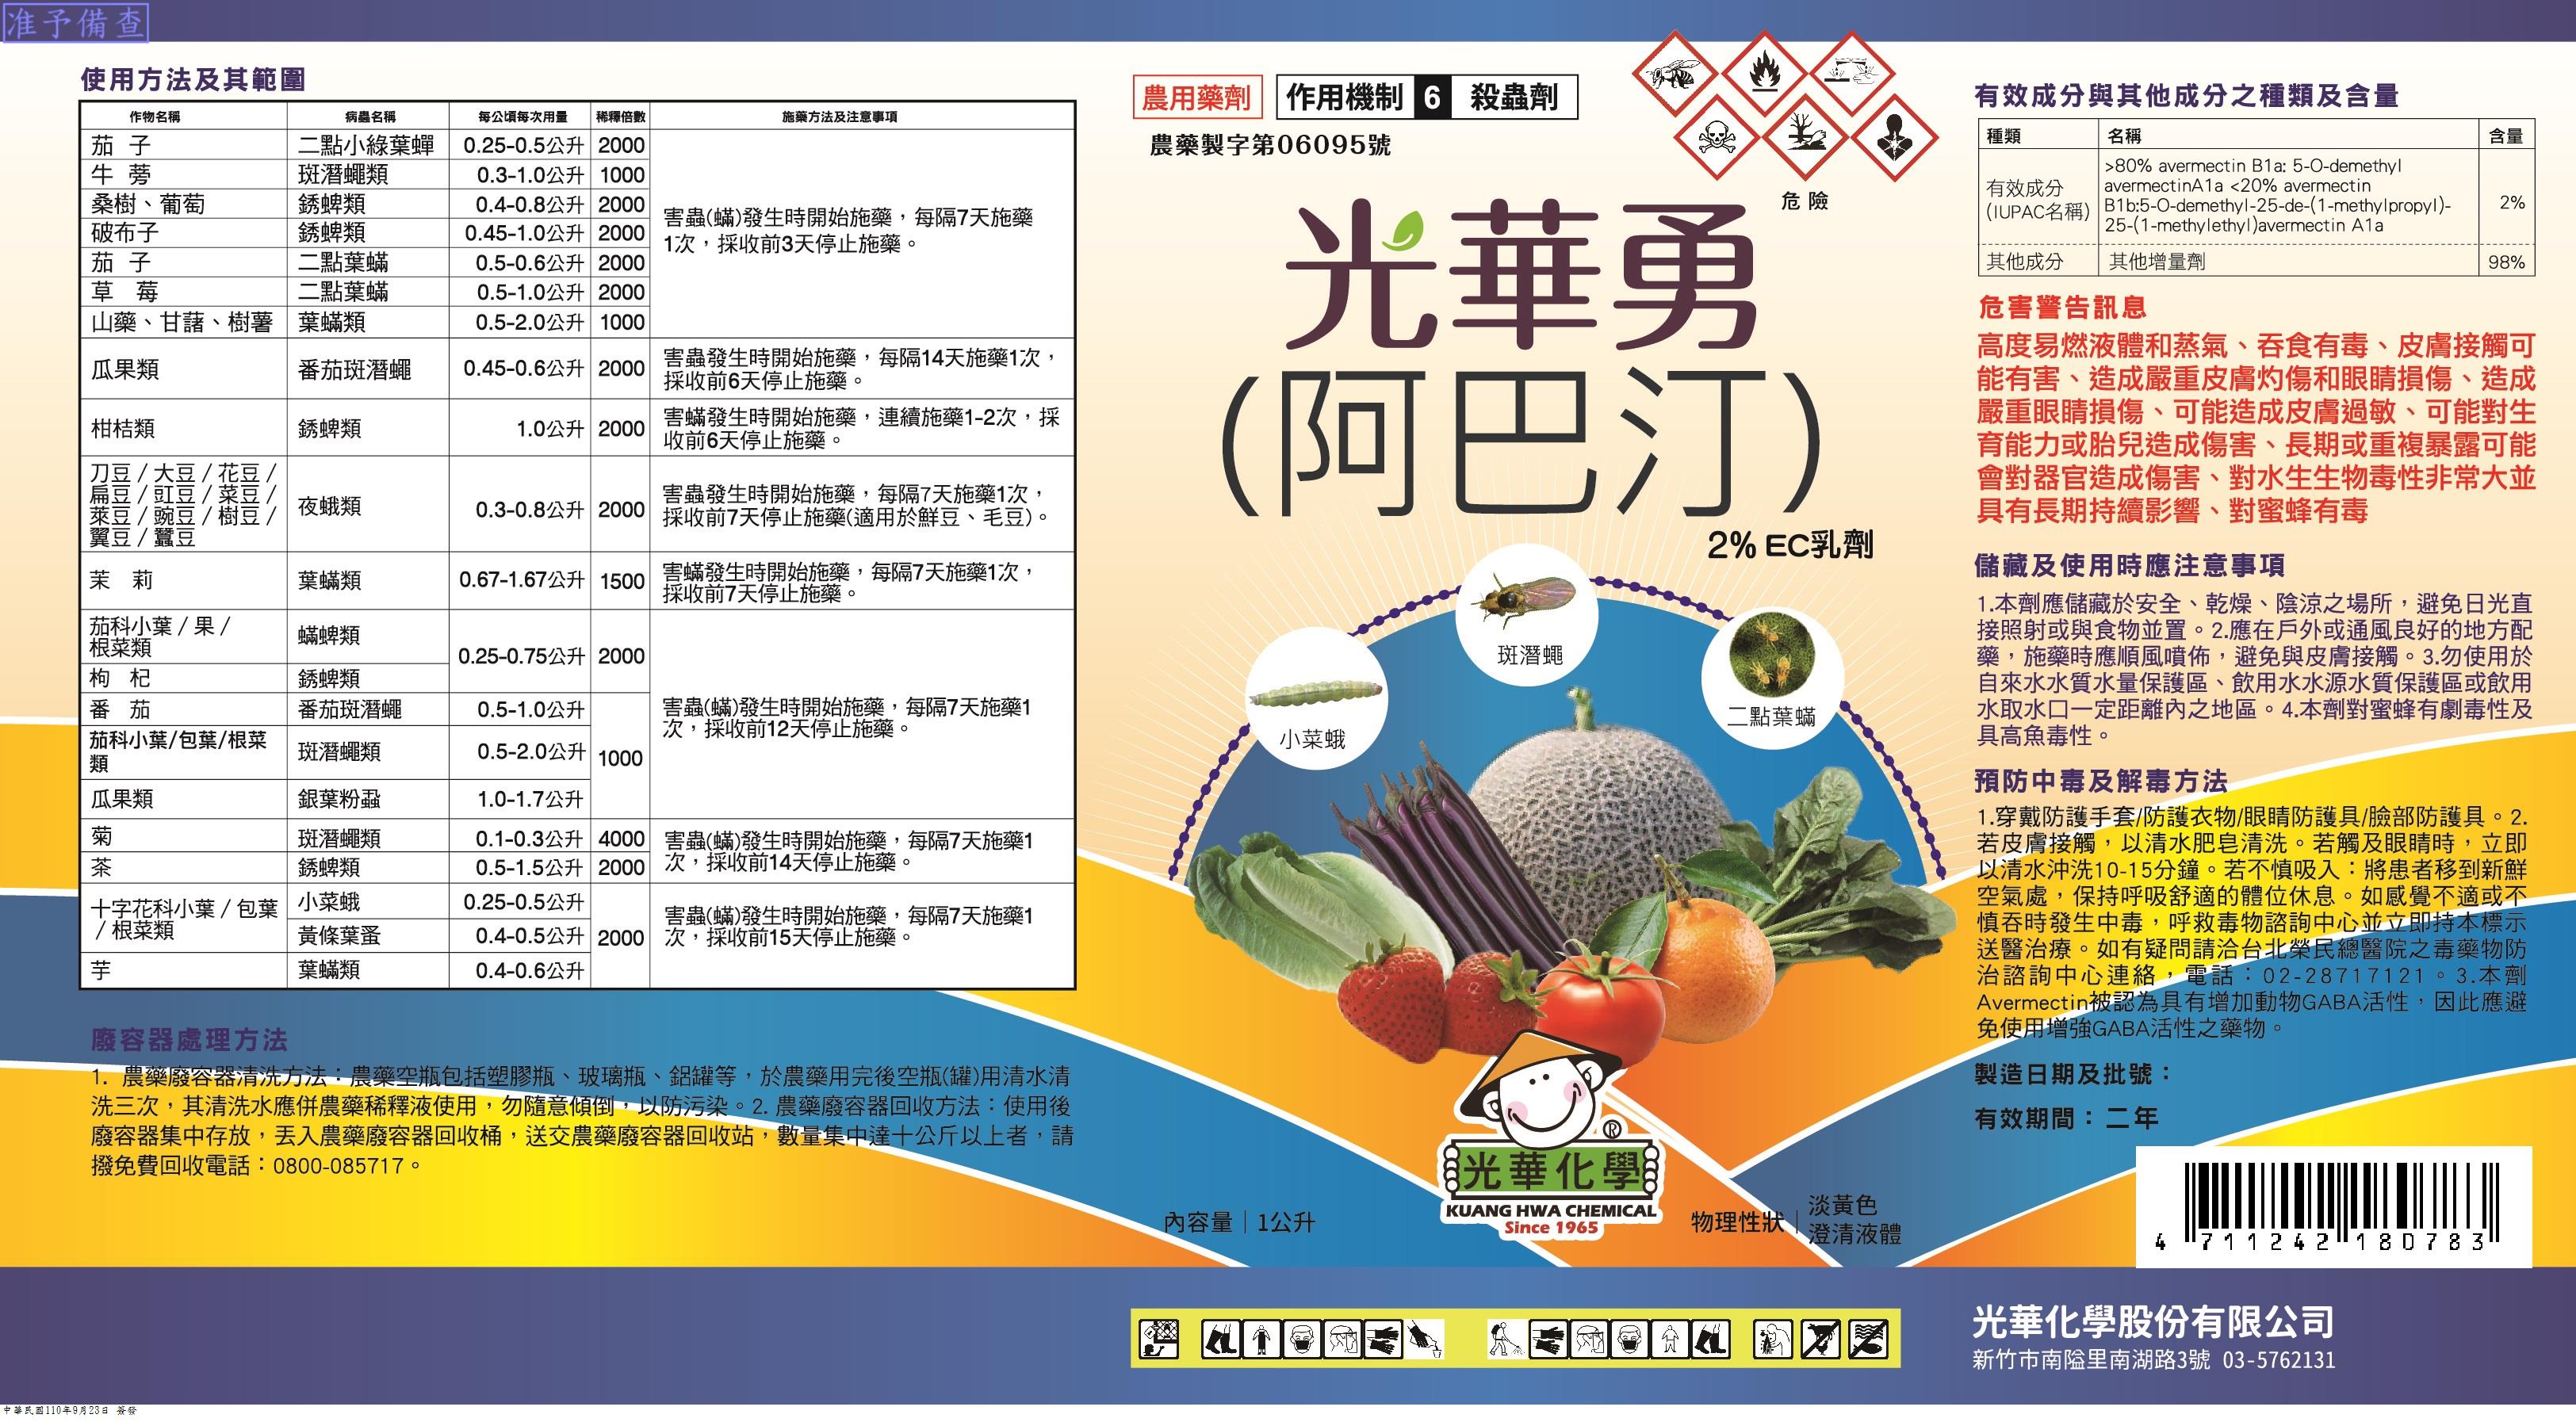 准予備查
使用方法及其範圍
作物名稱 病蟲名稱 每公頃每次用量 稀釋倍數 施藥方法及注意事項
茄 子 二點小綠葉蟬 0.25-0.5公升 2000
牛 蒡 斑潛蠅類 0.3-1.0公升 1000
桑樹、葡萄 銹蜱類 0.4-0.8公升 2000
破布子 銹蜱類 0.45-1.0公升 2000
茄 子 二點葉蟎 0.5-0.6公升 2000
草 莓 二點葉蟎 0.5-1.0公升 2000
山藥、甘藷、樹薯 葉蟎類 0.5-2.0公升 1000
害蟲(蟎)發生時開始施藥，每隔7天施藥
1次，採收前3天停止施藥。
瓜果類 番茄斑潛蠅 0.45-0.6公升 2000
害蟲發生時開始施藥，每隔14天施藥1次，
採收前6天停止施藥。
柑桔類 銹蜱類 1.0公升 2000
害蟎發生時開始施藥，連續施藥1-2次，採
收前6天停止施藥。
刀豆 / 大豆 / 花豆 /
扁豆 / 豇豆 / 菜豆 /
萊豆 / 豌豆 / 樹豆 /
翼豆 / 蠶豆
夜蛾類 0.3-0.8公升 2000
害蟲發生時開始施藥，每隔7天施藥1次，
採收前7天停止施藥(適用於鮮豆、毛豆)。
茉 莉 葉蟎類 0.67-1.67公升 1500
害蟎發生時開始施藥，每隔7天施藥1次，
採收前7天停止施藥。
茄科小葉 / 果 /
根菜類
蟎蜱類
0.25-0.75公升 2000
枸 杞 銹蜱類
番 茄 番茄斑潛蠅 0.5-1.0公升
茄科小葉/包葉/根菜
類
斑潛蠅類 0.5-2.0公升
1000
瓜果類 銀葉粉蝨 1.0-1.7公升
害蟲(蟎)發生時開始施藥，每隔7天施藥1
次，採收前12天停止施藥。
菊 斑潛蠅類 0.1-0.3公升 4000
茶 銹蜱類 0.5-1.5公升 2000
害蟲(蟎)發生時開始施藥，每隔7天施藥1
次，採收前14天停止施藥。
十字花科小葉 / 包葉
/ 根菜類
小菜蛾 0.25-0.5公升
黃條葉蚤 0.4-0.5公升 2000
芋 葉蟎類 0.4-0.6公升
害蟲(蟎)發生時開始施藥，每隔7天施藥1
次，採收前15天停止施藥。
廢容器處理方法
1. 農藥廢容器清洗方法：農藥空瓶包括塑膠瓶、玻璃瓶、鋁罐等，於農藥用完後空瓶(罐)用清水清
洗三次，其清洗水應併農藥稀釋液使用，勿隨意傾倒，以防污染。2. 農藥廢容器回收方法：使用後
廢容器集中存放，丟入農藥廢容器回收桶，送交農藥廢容器回收站，數量集中達十公斤以上者，請
撥免費回收電話：0800-085717。
農用藥劑 作用機制 6 殺蟲劑
農藥製字第06095號
危險
光華勇
(阿巴汀)
2% EC乳劑
斑潛蠅
小菜蛾
二點葉蟎
®
光華化學
KUANG HWA CHEMICAL
Since 1965
內容量 | 1公升
物理性狀 | 淡黃色
澄清液體
有效成分與其他成分之種類及含量
種類 名稱 含量
有效成分
(IUPAC名稱)
>80% avermectin B1a: 5-O-demethyl
avermectinA1a <20% avermectin
B1b:5-O-demethyl-25-de-(1-methylpropyl)-
25-(1-methylethyl)avermectin A1a
2%
其他成分 其他增量劑 98%
危害警告訊息
高度易燃液體和蒸氣、吞食有毒、皮膚接觸可
能有害、造成嚴重皮膚灼傷和眼睛損傷、造成
嚴重眼睛損傷、可能造成皮膚過敏、可能對生
育能力或胎兒造成傷害、長期或重複暴露可能
會對器官造成傷害、對水生生物毒性非常大並
具有長期持續影響、對蜜蜂有毒
儲藏及使用時應注意事項
1.本劑應儲藏於安全、乾燥、陰涼之場所，避免日光直
接照射或與食物並置。2.應在戶外或通風良好的地方配
藥，施藥時應順風噴佈，避免與皮膚接觸。3.勿使用於
自來水水質水量保護區、飲用水水源水質保護區或飲用
水取水口一定距離內之地區。4.本劑對蜜蜂有劇毒性及
具高魚毒性。
預防中毒及解毒方法
1.穿戴防護手套/防護衣物/眼睛防護具/臉部防護具。2.
若皮膚接觸，以清水肥皂清洗。若觸及眼睛時，立即
以清水沖洗10-15分鐘。若不慎吸入：將患者移到新鮮
空氣處，保持呼吸舒適的體位休息。如感覺不適或不
慎吞時發生中毒，呼救毒物諮詢中心並立即持本標示
送醫治療。如有疑問請洽台北榮民總醫院之毒藥物防
治諮詢中心連絡，電話：02-28717121。3.本劑
Avermectin被認為具有增加動物GABA活性，因此應避
免使用增強GABA活性之藥物。
製造日期及批號：
有效期間：二年
4 711242 180783
光華化學股份有限公司
新竹市南隘里南湖路3號 03-5762131
中華民國110年9月23日 簽發